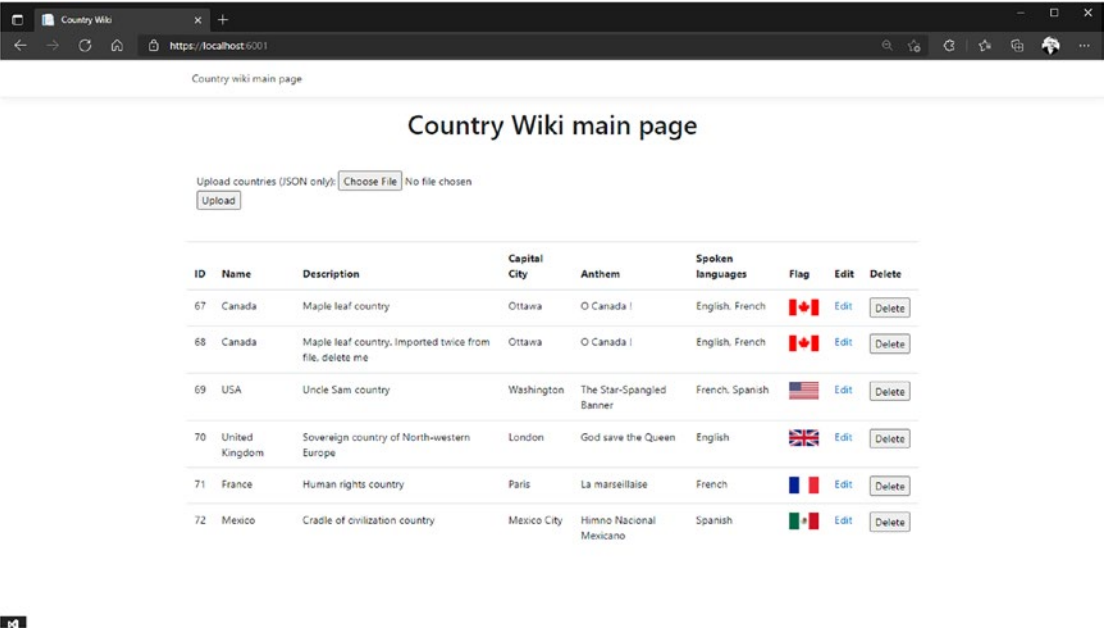 Country Wiki
https://localhost:6001
Country wiki main page
Country Wiki main page
Upload countries (JSON only): Choose File No file chosen
Upload
ID Name Description Capital City Anthem Spoken languages Flag Edit Delete
67 Canada Maple leaf country Ottawa O Canada ! English, French Edit Delete
68 Canada Maple leaf country. Imported twice from file, delete me Ottawa O Canada ! English, French Edit Delete
69 USA Uncle Sam country Washington The Star-Spangled Banner French, Spanish Edit Delete
70 United Kingdom Sovereign country of North-western Europe London God save the Queen English Edit Delete
71 France Human rights country Paris La marseillaise French Edit Delete
72 Mexico Cradle of civilization country Mexico City Himno Nacional Mexicano Spanish Edit Delete